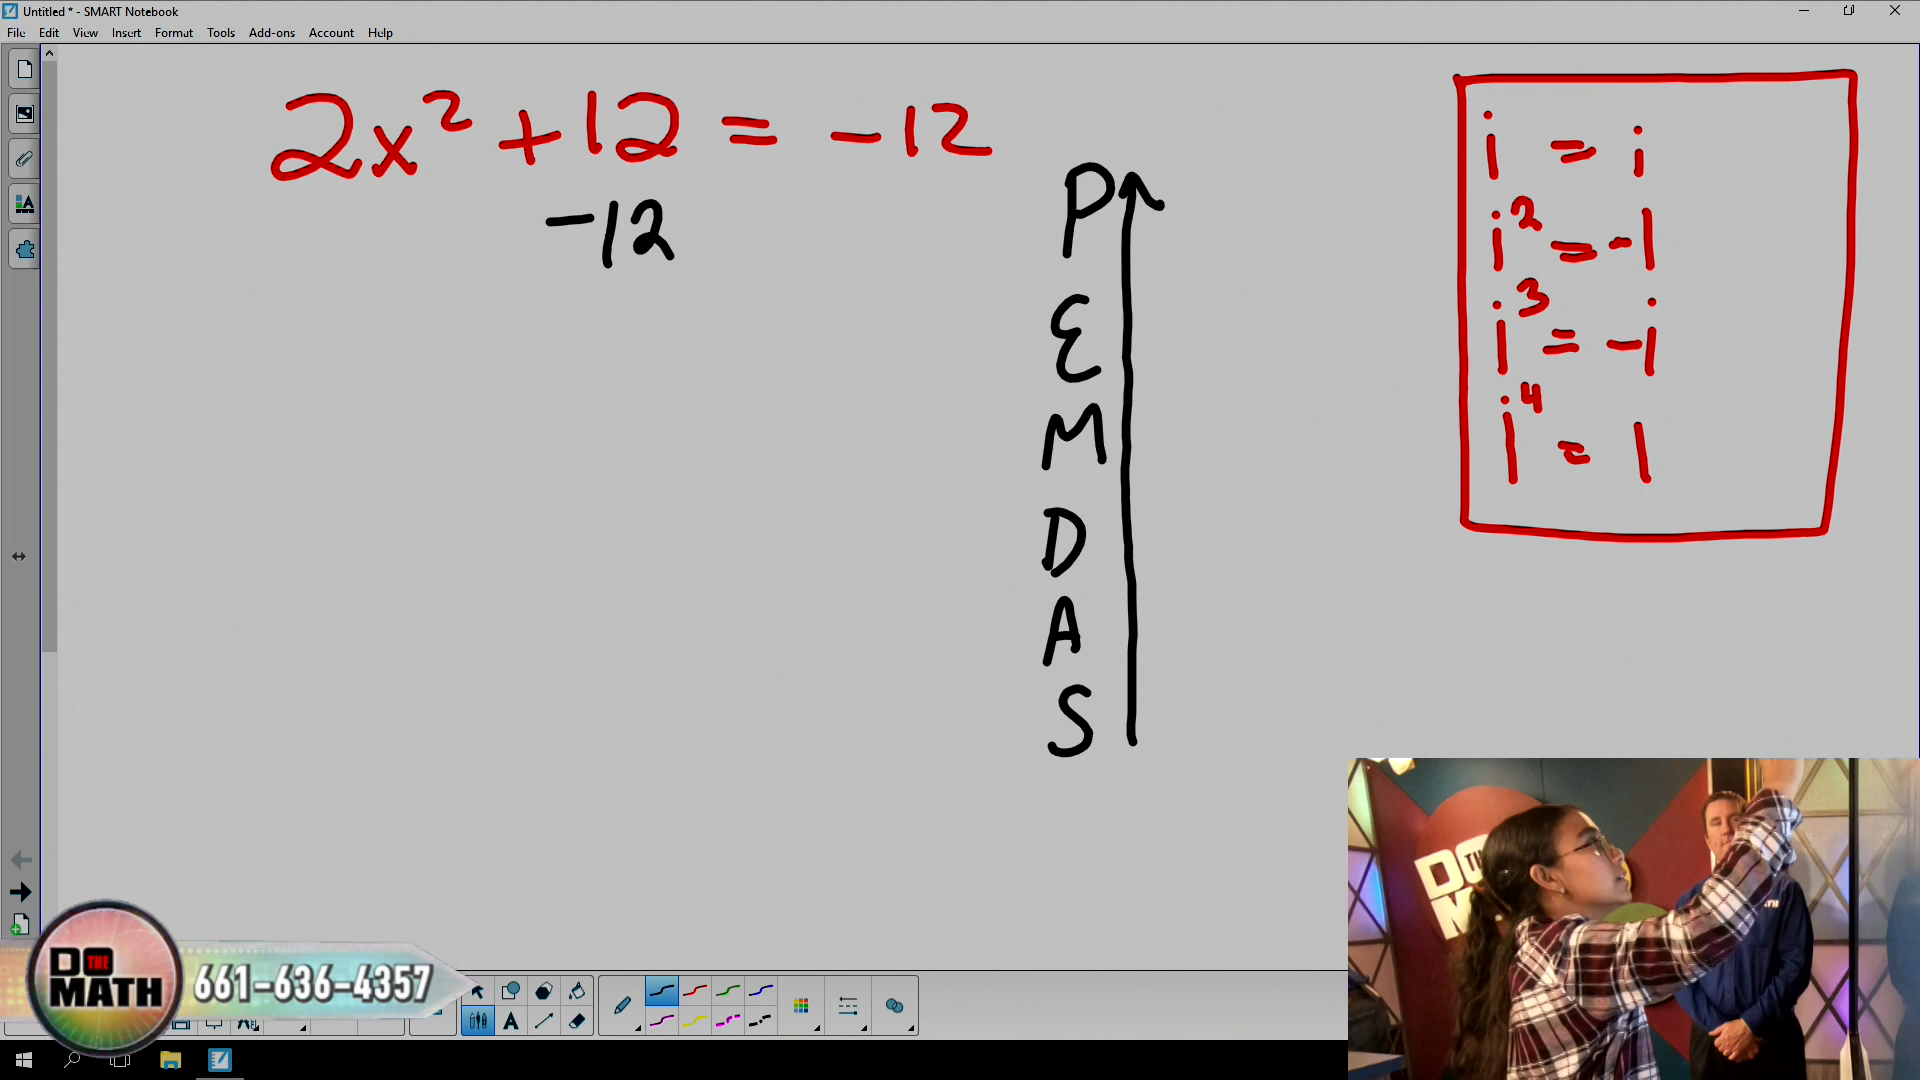 Untitled * - SMART Notebook
File Edit View Insert Format Tools Add-ons Account Help
2x² + 12 = -12
-12
P
E
M
D
A
S
i = i
i² = -1
i³ = -i
i⁴ = 1
DO THE MATH
661-636-4357